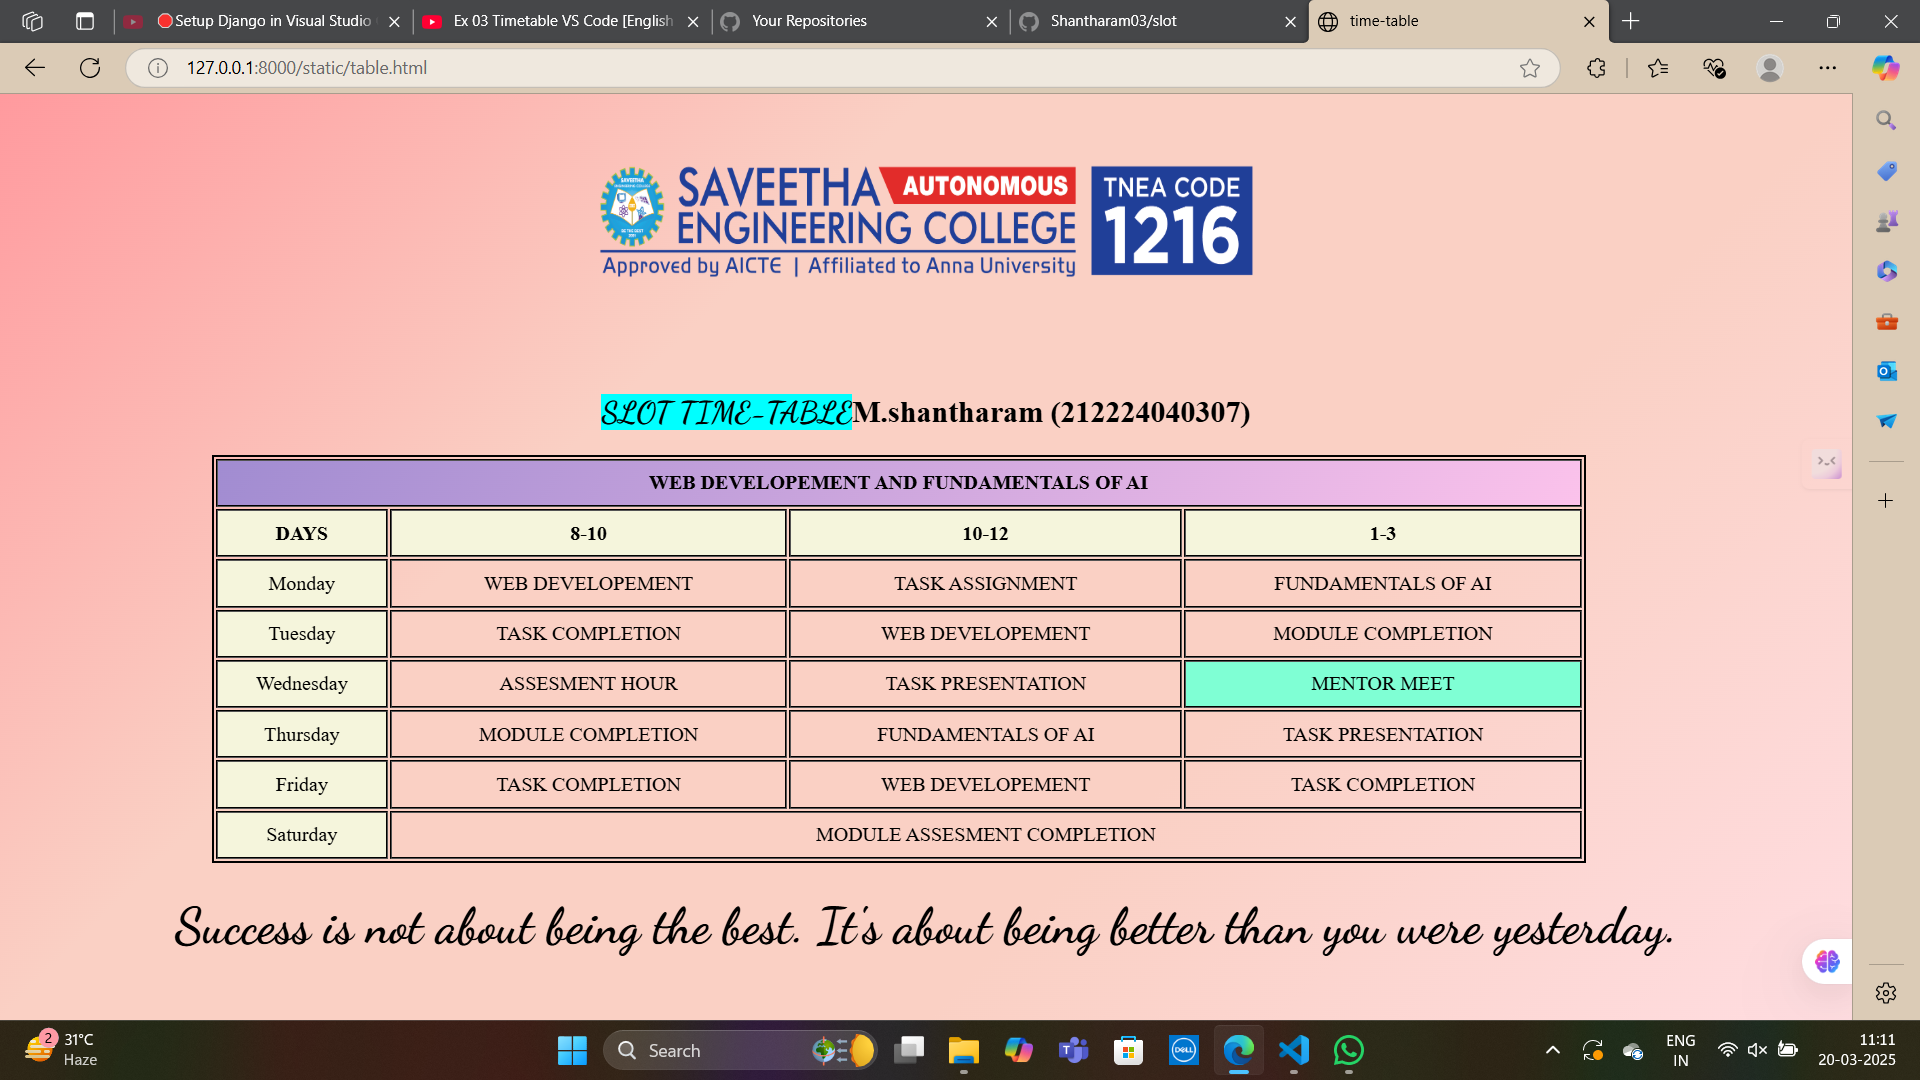 Setup Django in Visual Studio
Ex 03 Timetable VS Code [English
Your Repositories
Shantharam03/slot
time-table
127.0.0.1:8000/static/table.html
SAVEETHA AUTONOMOUS
ENGINEERING COLLEGE
Approved by AICTE | Affiliated to Anna University
TNEA CODE
1216
SLOT TIME-TABLEM.shantharam (212224040307)
WEB DEVELOPEMENT AND FUNDAMENTALS OF AI
DAYS 8-10 10-12 1-3
Monday WEB DEVELOPEMENT TASK ASSIGNMENT FUNDAMENTALS OF AI
Tuesday TASK COMPLETION WEB DEVELOPEMENT MODULE COMPLETION
Wednesday ASSESMENT HOUR TASK PRESENTATION MENTOR MEET
Thursday MODULE COMPLETION FUNDAMENTALS OF AI TASK PRESENTATION
Friday TASK COMPLETION WEB DEVELOPEMENT TASK COMPLETION
Saturday MODULE ASSESMENT COMPLETION
Success is not about being the best. It's about being better than you were yesterday.
2
31°C
Haze
Search
DELL
ENG
IN
11:11
20-03-2025